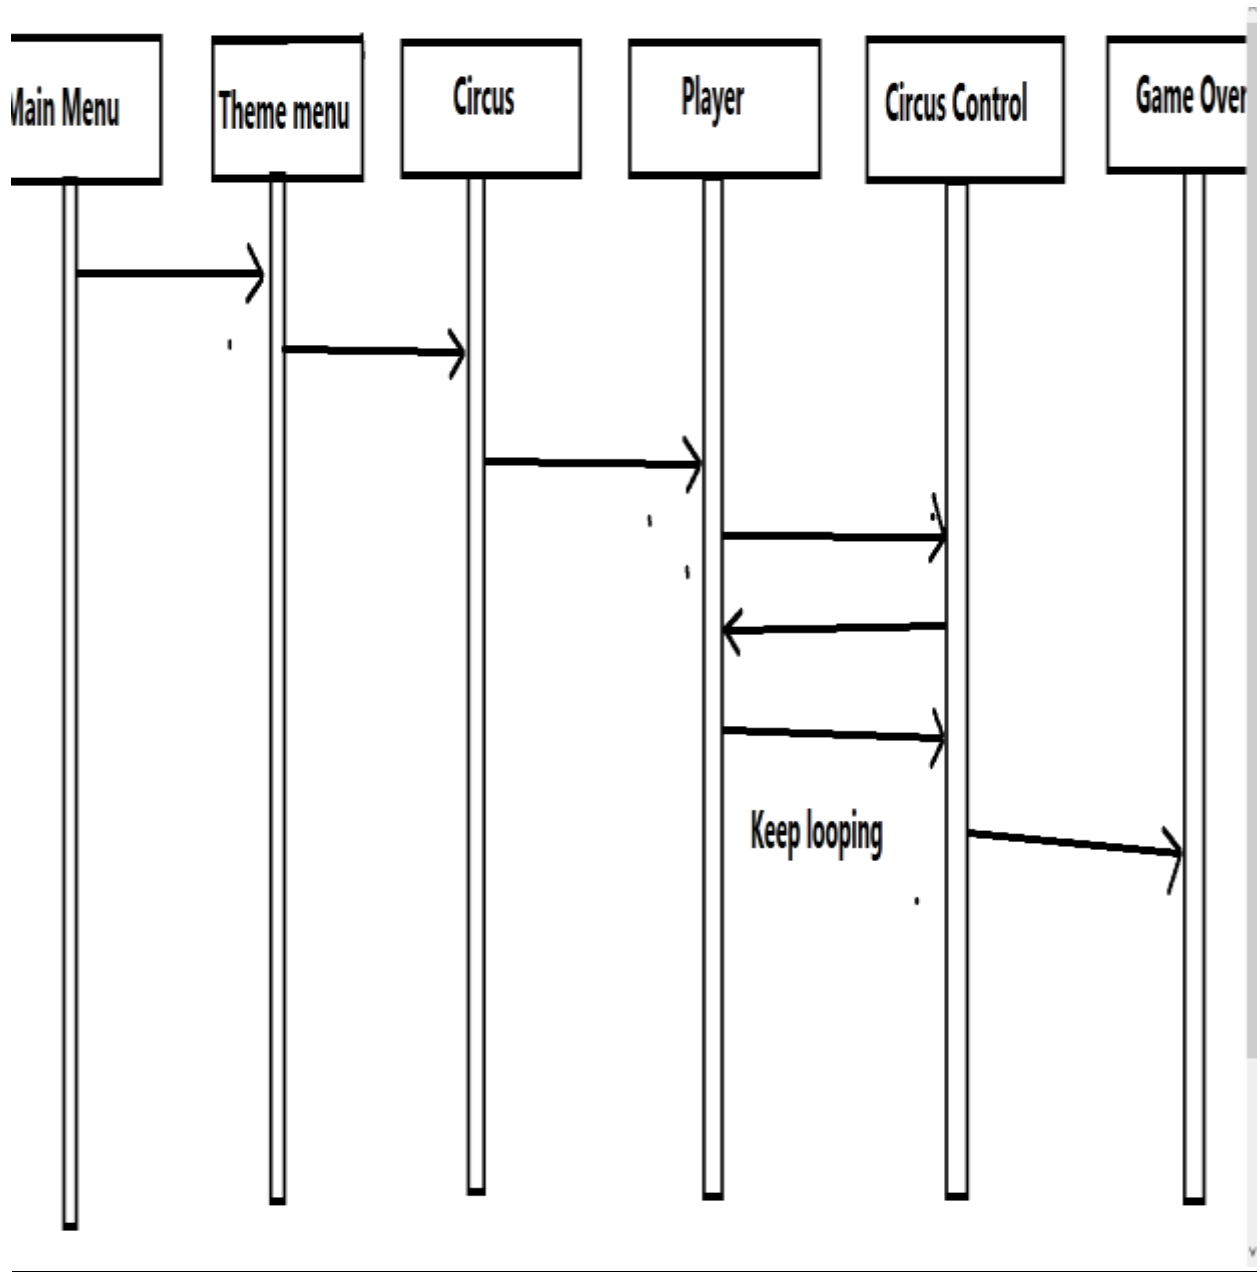 Main Menu
Theme menu
Circus
Player
Circus Control
Game Over
Keep looping